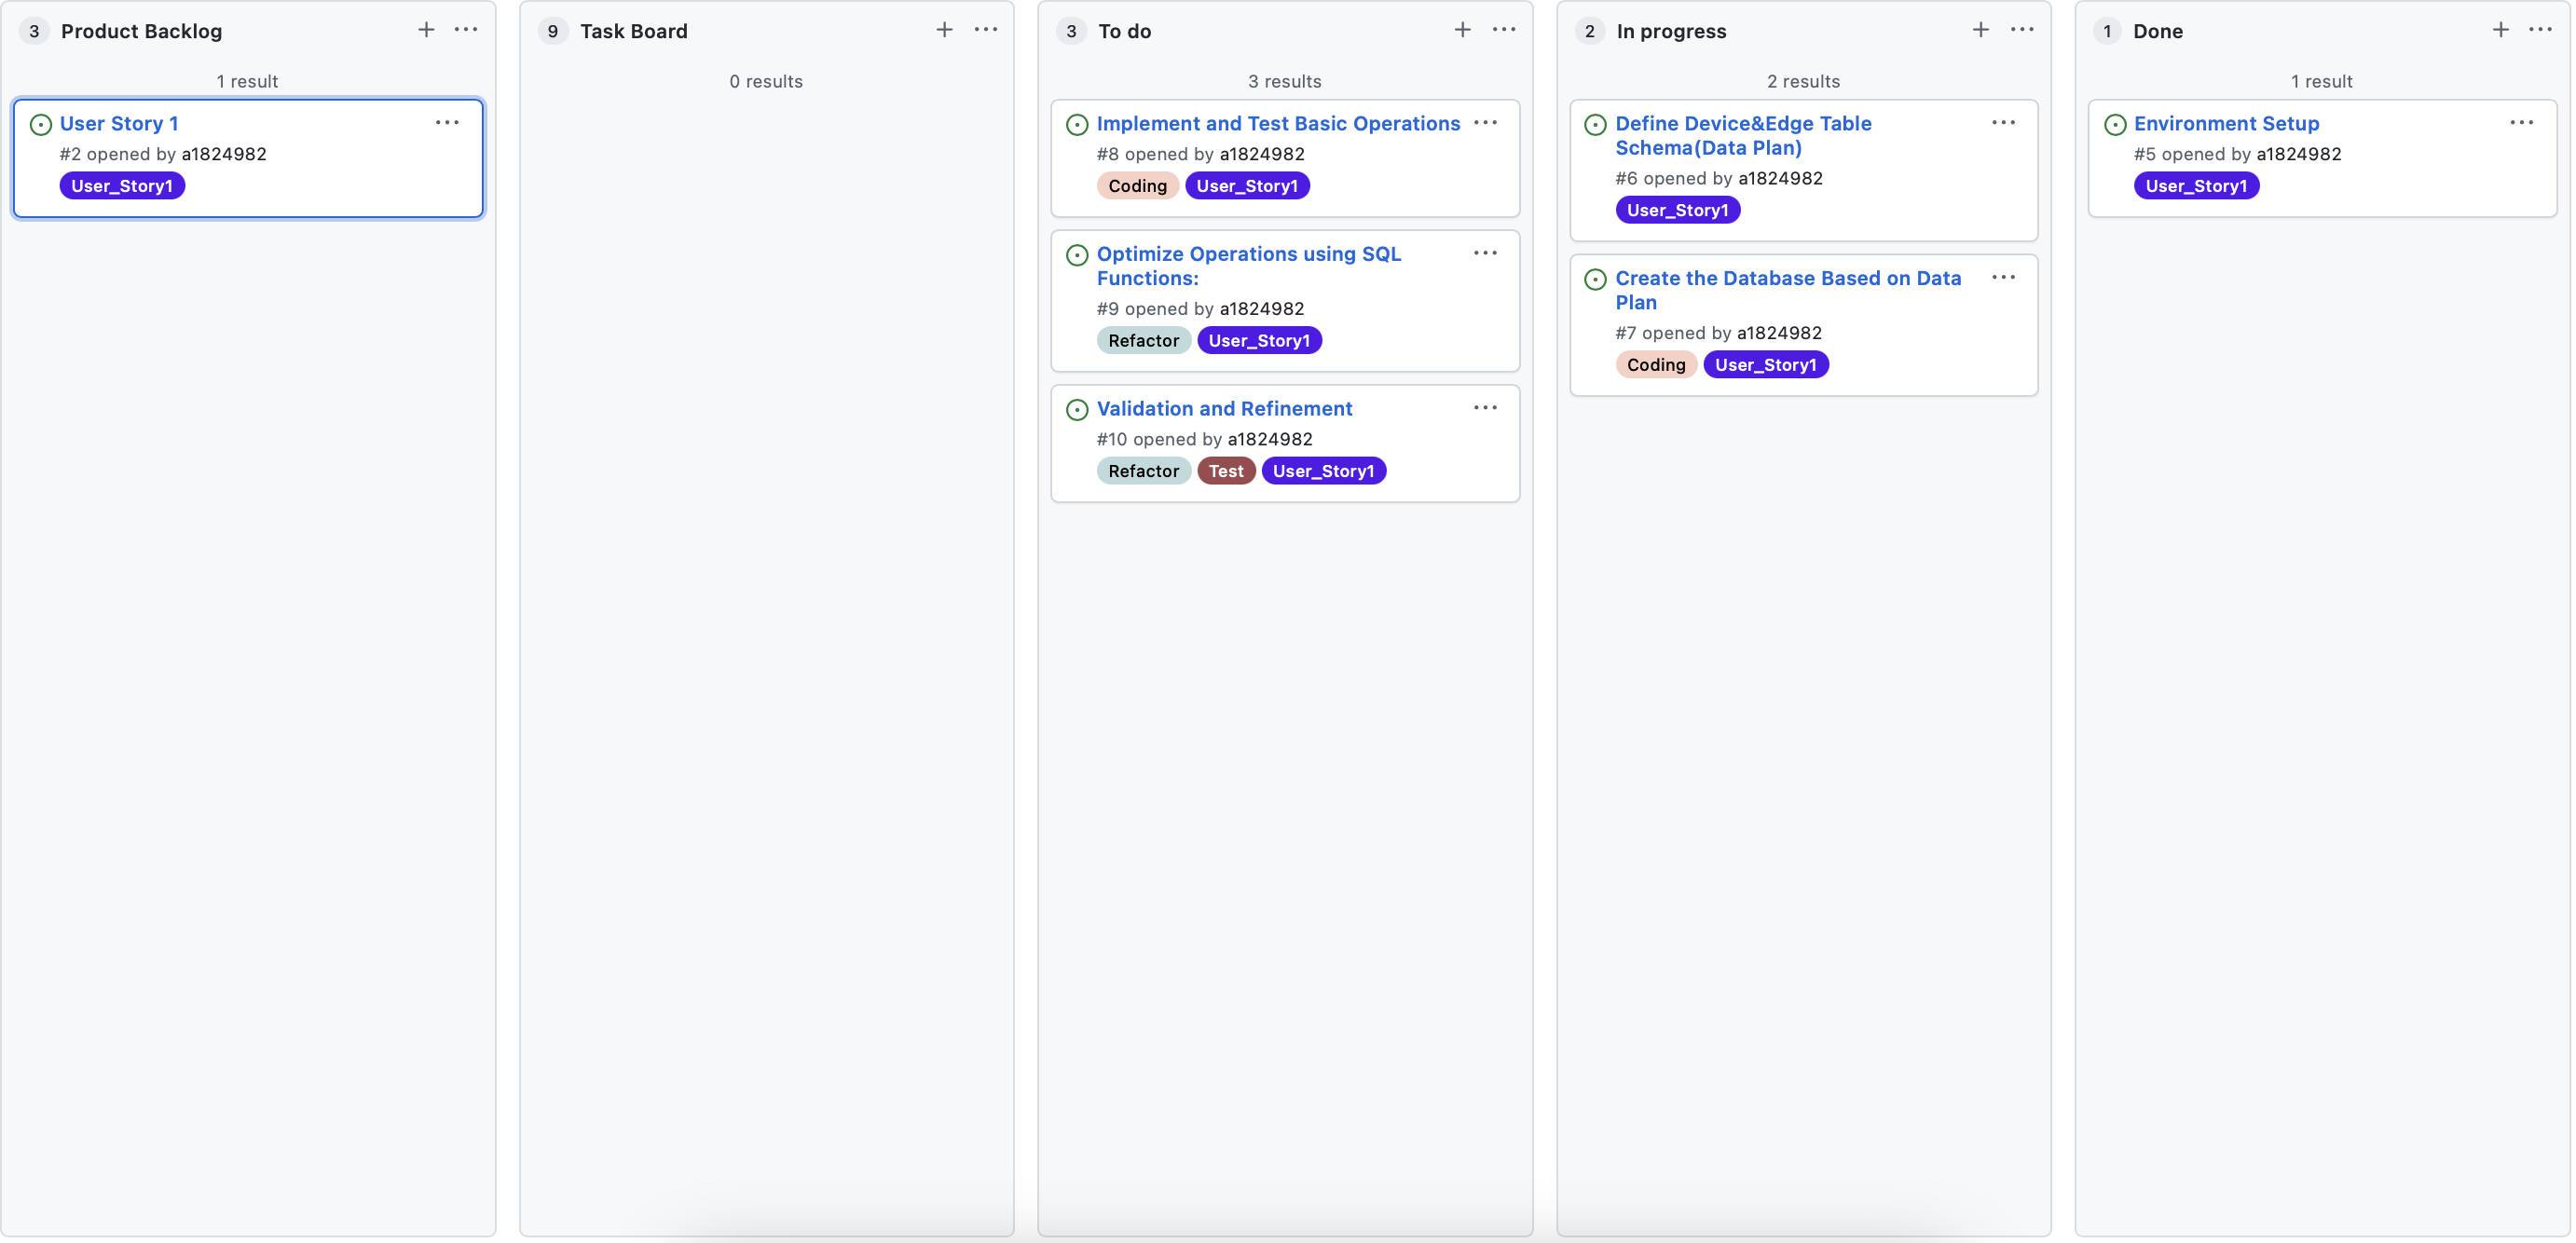 3 Product Backlog
1 result
User Story 1
#2 opened by a1824982
User_Story1
9 Task Board
0 results
3 To do
3 results
Implement and Test Basic Operations
#8 opened by a1824982
Coding User_Story1
Optimize Operations using SQL
Functions:
#9 opened by a1824982
Refactor User_Story1
Validation and Refinement
#10 opened by a1824982
Refactor Test User_Story1
2 In progress
2 results
Define Device&Edge Table
Schema(Data Plan)
#6 opened by a1824982
User_Story1
Create the Database Based on Data
Plan
#7 opened by a1824982
Coding User_Story1
1 Done
1 result
Environment Setup
#5 opened by a1824982
User_Story1